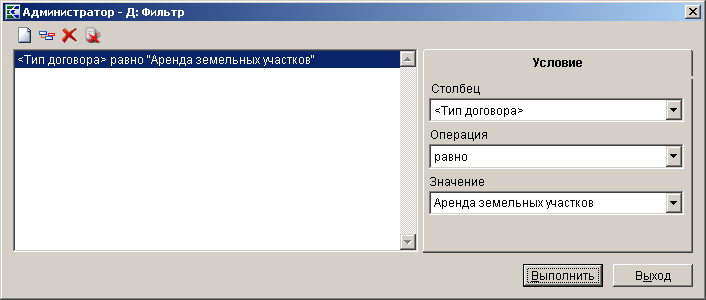 Администратор - Д: Фильтр
<Тип договора> равно "Аренда земельных участков"
Условие
Столбец
<Тип договора>
Операция
равно
Значение
Аренда земельных участков
Выполнить
Выход